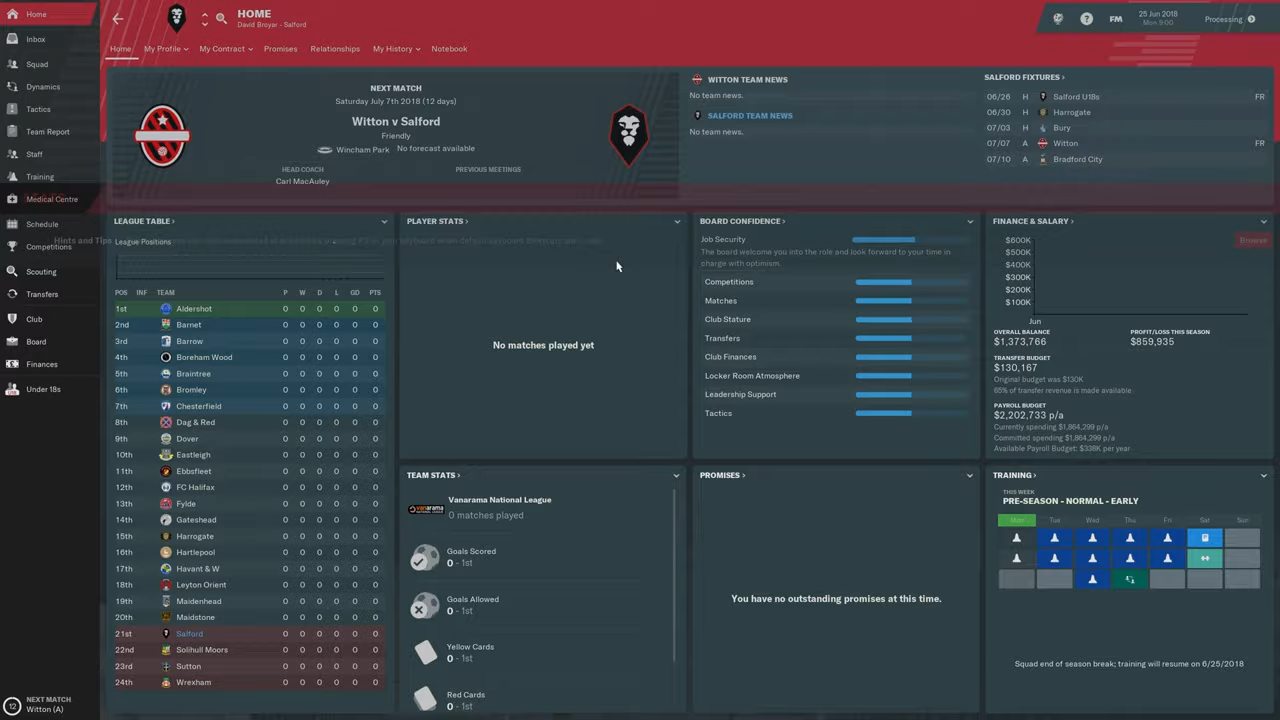 Home
Inbox
Squad
Dynamics
Tactics
Team Report
Staff
Training
Medical Centre
Schedule
Competitions
Scouting
Transfers
Club
Board
Finances
Under 18s
12
NEXT MATCH
Witton (A)
HOME
David Broyar - Salford
FM
25 Jun 2018
Mon 9:00
Processing
Home My Profile My Contract Promises Relationships My History Notebook
NEXT MATCH
Saturday July 7th 2018 (12 days)
Witton v Salford
Friendly
Wincham Park No forecast available
HEAD COACH PREVIOUS MEETINGS
Carl MacAuley
WITTON TEAM NEWS
No team news.
SALFORD TEAM NEWS
No team news.
SALFORD FIXTURES
06/26 H Salford U18s FR
06/30 H Harrogate
07/03 H Bury
07/07 A Witton FR
07/10 A Bradford City
LEAGUE TABLE
Hints and Tips
League Positions
POS INF TEAM P W D L GD PTS
1st Aldershot 0 0 0 0 0 0
2nd Barnet 0 0 0 0 0 0
3rd Barrow 0 0 0 0 0 0
4th Boreham Wood 0 0 0 0 0 0
5th Braintree 0 0 0 0 0 0
6th Bromley 0 0 0 0 0 0
7th Chesterfield 0 0 0 0 0 0
8th Dag & Red 0 0 0 0 0 0
9th Dover 0 0 0 0 0 0
10th Eastleigh 0 0 0 0 0 0
11th Ebbsfleet 0 0 0 0 0 0
12th FC Halifax 0 0 0 0 0 0
13th Fylde 0 0 0 0 0 0
14th Gateshead 0 0 0 0 0 0
15th Harrogate 0 0 0 0 0 0
16th Hartlepool 0 0 0 0 0 0
17th Havant & W 0 0 0 0 0 0
18th Leyton Orient 0 0 0 0 0 0
19th Maidenhead 0 0 0 0 0 0
20th Maidstone 0 0 0 0 0 0
21st Salford 0 0 0 0 0 0
22nd Solihull Moors 0 0 0 0 0 0
23rd Sutton 0 0 0 0 0 0
24th Wrexham 0 0 0 0 0 0
PLAYER STATS
No matches played yet
TEAM STATS
Vanarama National League
0 matches played
Goals Scored
0 - 1st
Goals Allowed
0 - 1st
Yellow Cards
0 - 1st
Red Cards
0 - 1st
BOARD CONFIDENCE
Job Security
The board welcome you into the role and look forward to your time in
charge with optimism.
Competitions
Matches
Club Stature
Transfers
Club Finances
Locker Room Atmosphere
Leadership Support
Tactics
PROMISES
You have no outstanding promises at this time.
FINANCE & SALARY
Browse
$600K
$500K
$400K
$300K
$200K
$100K
Jun
OVERALL BALANCE PROFIT/LOSS THIS SEASON
$1,373,766 $859,935
TRANSFER BUDGET
$130,167
Original budget was $130K
65% of transfer revenue is made available.
PAYROLL BUDGET
$2,202,733 p/a
Currently spending $1,864,299 p/a
Committed spending $1,864,299 p/a
Available Payroll Budget: $338K per year
TRAINING
THIS WEEK
PRE-SEASON - NORMAL - EARLY
Mon Tue Wed Thu Fri Sat Sun
Squad end of season break; training will resume on 6/25/2018